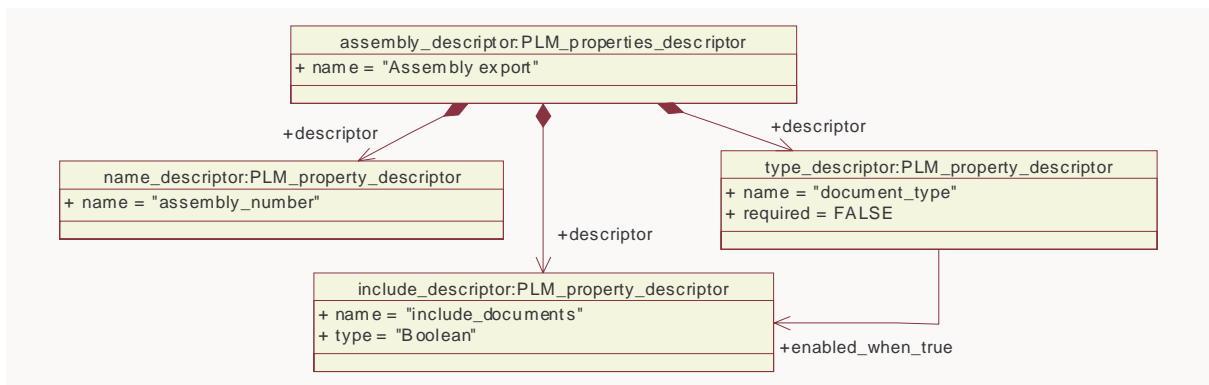 assembly_descriptor:PLM_properties_descriptor
+ name = "Assembly export"
+descriptor
+descriptor
name_descriptor:PLM_property_descriptor
+ name = "assembly_number"
type_descriptor:PLM_property_descriptor
+ name = "document_type"
+ required = FALSE
+descriptor
include_descriptor:PLM_property_descriptor
+ name = "include_documents"
+ type = "Boolean"
+enabled_when_true